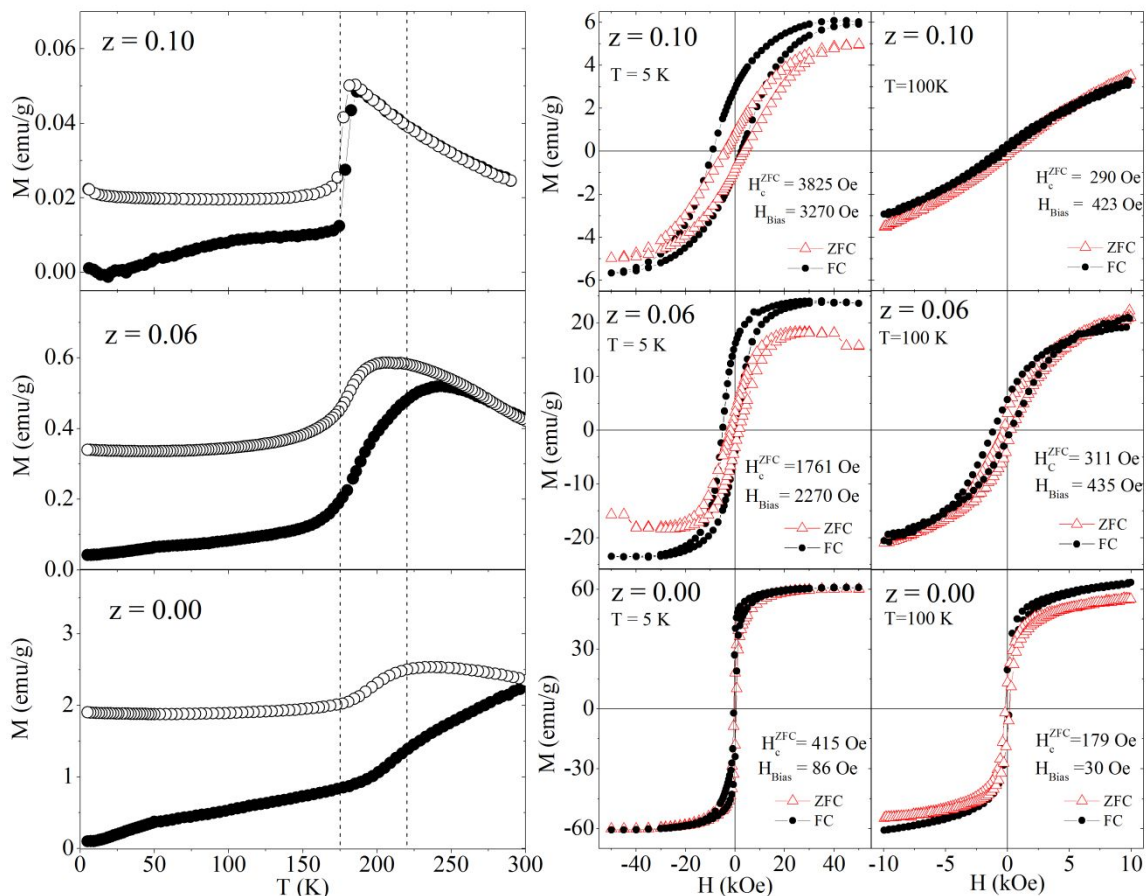 z = 0.10
0.06
0.04
0.02
0.00
M (emu/g)
z = 0.06
0.6
0.4
0.2
0.0
M (emu/g)
z = 0.00
3
2
1
0
M (emu/g)
0 50 100 150 200 250 300
T (K)
z = 0.10
T = 5 K
6
4
2
0
-2
-4
-6
M (emu/g)
H_c^ZFC = 3825 Oe
H_Bias = 3270 Oe
ZFC
FC
z = 0.10
T=100K
H_c^ZFC = 290 Oe
H_Bias = 423 Oe
ZFC
FC
z = 0.06
T = 5 K
20
10
0
-10
-20
M (emu/g)
H_c^ZFC =1761 Oe
H_Bias = 2270 Oe
ZFC
FC
z = 0.06
T=100K
H_c^ZFC = 311 Oe
H_Bias = 435 Oe
ZFC
FC
z = 0.00
T = 5 K
60
30
0
-30
-60
M (emu/g)
H_c^ZFC = 415 Oe
H_Bias = 86 Oe
ZFC
FC
-40 -20 0 20 40
H (kOe)
z = 0.00
T=100 K
H_c^ZFC =179 Oe
H_Bias = 30 Oe
ZFC
FC
-10 -5 0 5 10
H (kOe)